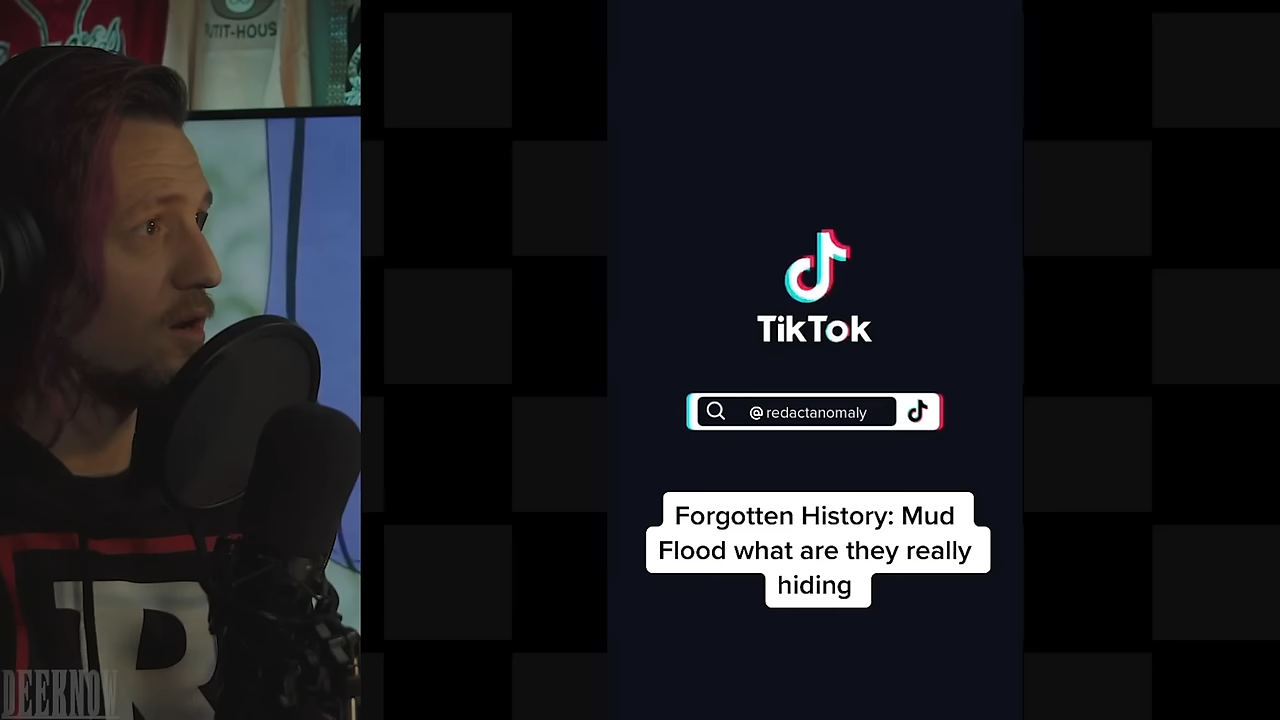 TikTok
@redactanomaly
Forgotten History: Mud
Flood what are they really
hiding
R
DEEKNOW